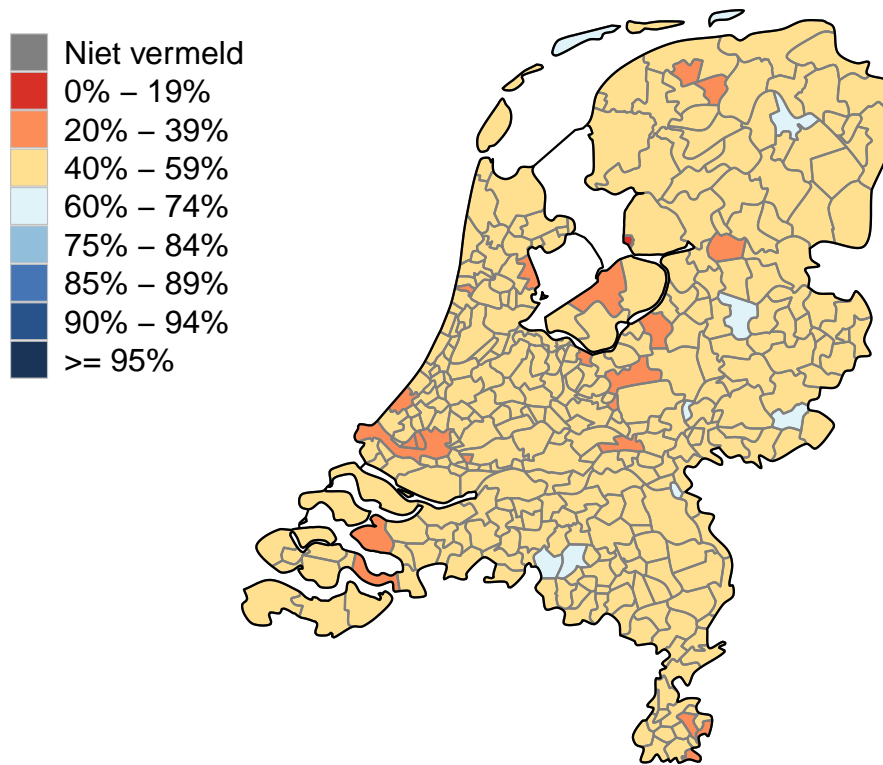 Niet vermeld
0% – 19%
20% – 39%
40% – 59%
60% – 74%
75% – 84%
85% – 89%
90% – 94%
>= 95%